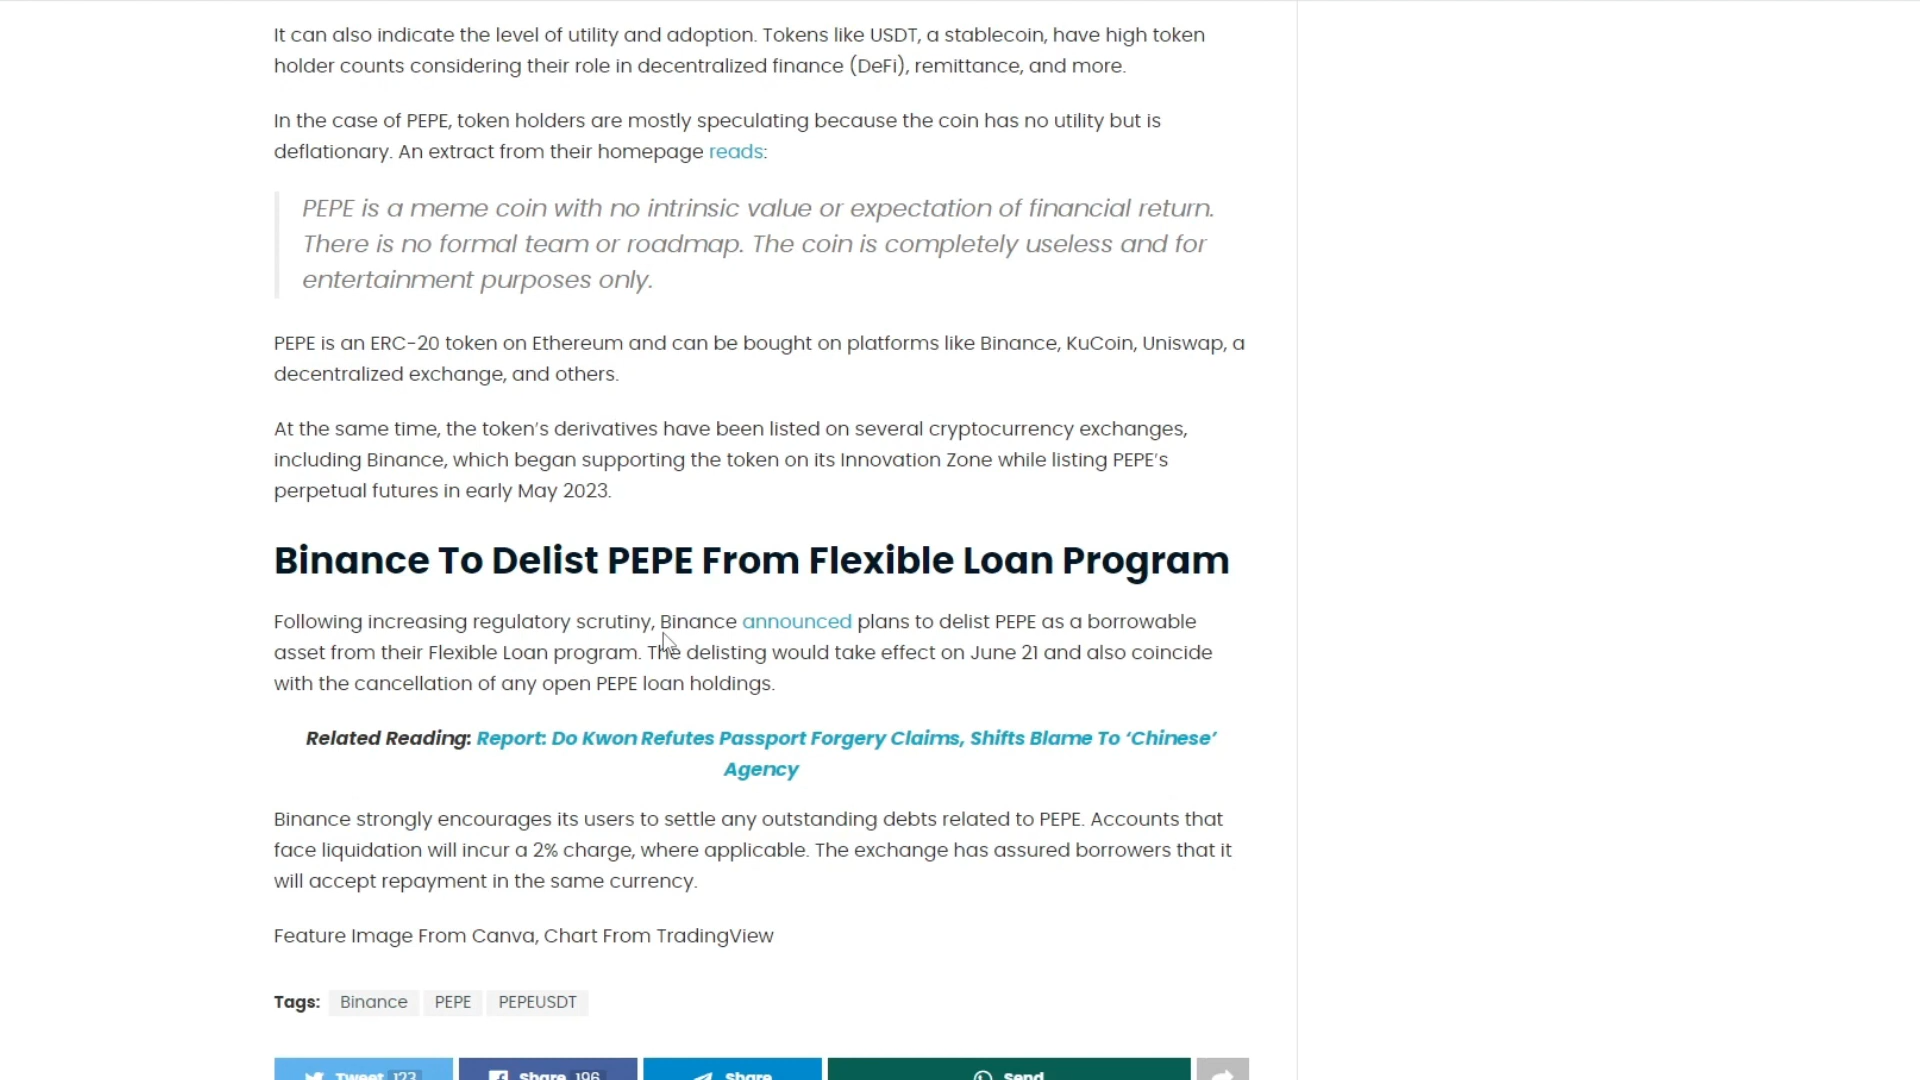 It can also indicate the level of utility and adoption. Tokens like USDT, a stablecoin, have high token
holder counts considering their role in decentralized finance (DeFi), remittance, and more.
In the case of PEPE, token holders are mostly speculating because the coin has no utility but is
deflationary. An extract from their homepage reads:
PEPE is a meme coin with no intrinsic value or expectation of financial return.
There is no formal team or roadmap. The coin is completely useless and for
entertainment purposes only.
PEPE is an ERC-20 token on Ethereum and can be bought on platforms like Binance, KuCoin, Uniswap, a
decentralized exchange, and others.
At the same time, the token’s derivatives have been listed on several cryptocurrency exchanges,
including Binance, which began supporting the token on its Innovation Zone while listing PEPE’s
perpetual futures in early May 2023.
Binance To Delist PEPE From Flexible Loan Program
Following increasing regulatory scrutiny, Binance announced plans to delist PEPE as a borrowable
asset from their Flexible Loan program. The delisting would take effect on June 21 and also coincide
with the cancellation of any open PEPE loan holdings.
Related Reading: Report: Do Kwon Refutes Passport Forgery Claims, Shifts Blame To ‘Chinese’
Agency
Binance strongly encourages its users to settle any outstanding debts related to PEPE. Accounts that
face liquidation will incur a 2% charge, where applicable. The exchange has assured borrowers that it
will accept repayment in the same currency.
Feature Image From Canva, Chart From TradingView
Tags: Binance PEPE PEPEUSDT
Tweet 123 Share 196 Share Send